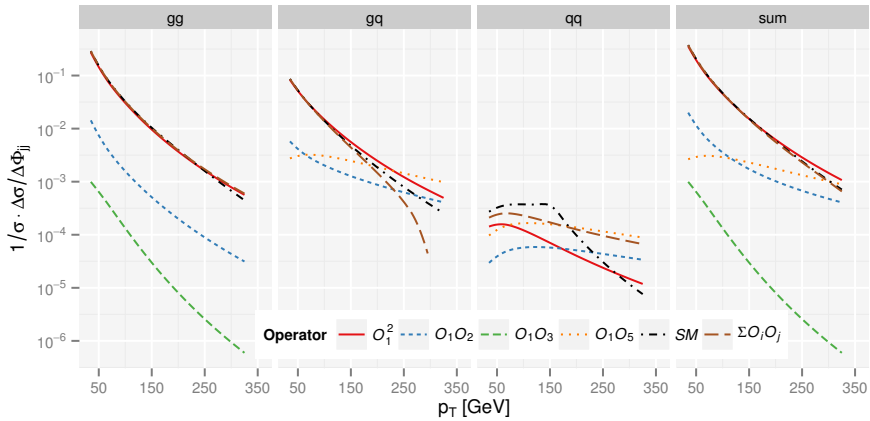 gg gq qq sum
1/σ· Δσ/ΔΦjj
10⁻¹
10⁻²
10⁻³
10⁻⁴
10⁻⁵
10⁻⁶
Operator O₁² O₁O₂ O₁O₃ O₁O₅ SM ΣOᵢOⱼ
50 150 250 350 50 150 250 350 50 150 250 350 50 150 250 350
pT [GeV]